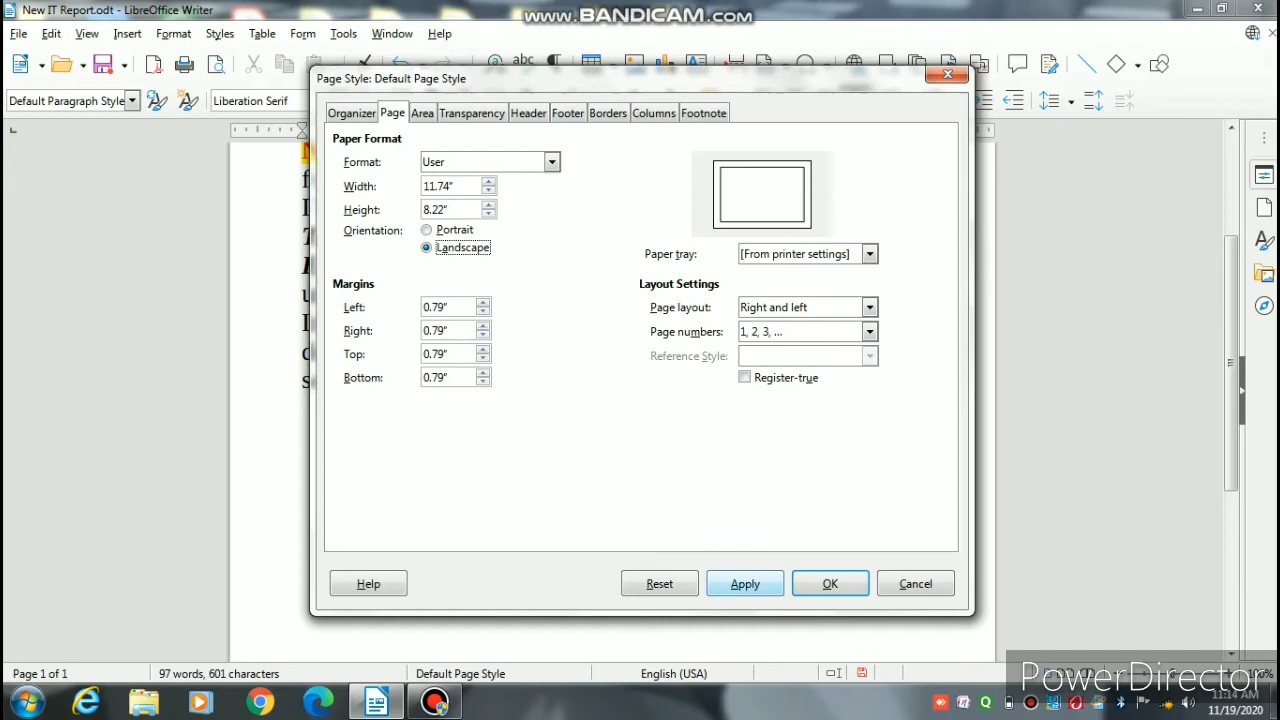 New IT Report.odt - LibreOffice Writer
www.BANDICAM.com
File Edit View Insert Format Styles Table Form Tools Window Help
Page Style: Default Page Style
Default Paragraph Style
Liberation Serif
Organizer Page Area Transparency Header Footer Borders Columns Footnote
Paper Format
Format: User
Width: 11.74"
Height: 8.22"
Orientation: Portrait
Landscape
Paper tray: [From printer settings]
Margins
Layout Settings
Left: 0.79"
Page layout: Right and left
Right: 0.79"
Page numbers: 1, 2, 3, ...
Top: 0.79"
Reference Style:
Bottom: 0.79"
Register-true
Help Reset Apply OK Cancel
Page 1 of 1 97 words, 601 characters Default Page Style English (USA) 100%
PowerDirector
11:14 AM
11/19/2020